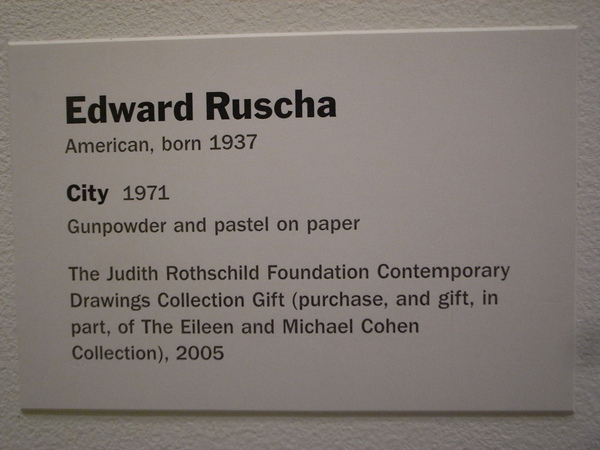 Edward Ruscha
American, born 1937
City 1971
Gunpowder and pastel on paper
The Judith Rothschild Foundation Contemporary
Drawings Collection Gift (purchase, and gift, in
part, of The Eileen and Michael Cohen
Collection), 2005